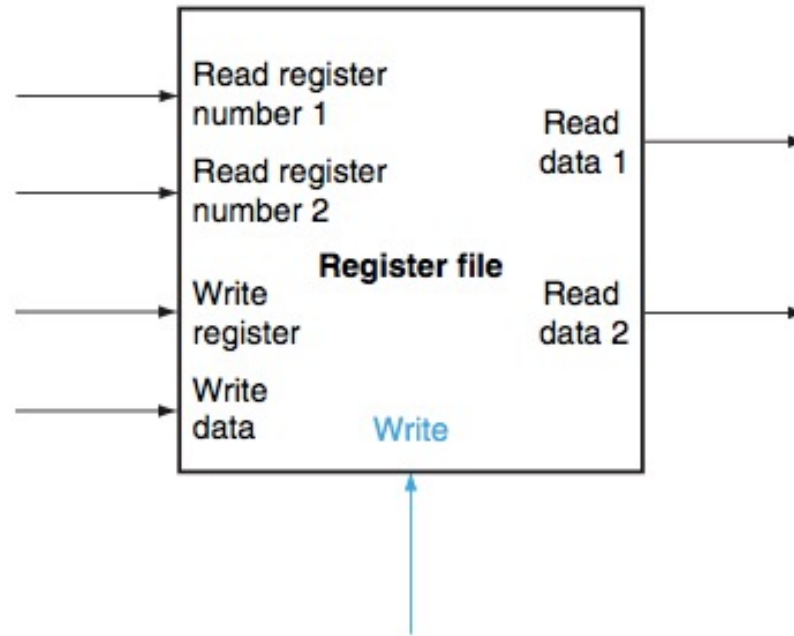 Read register
number 1
Read
data 1
Read register
number 2
Register file
Write
register
Read
data 2
Write
data
Write